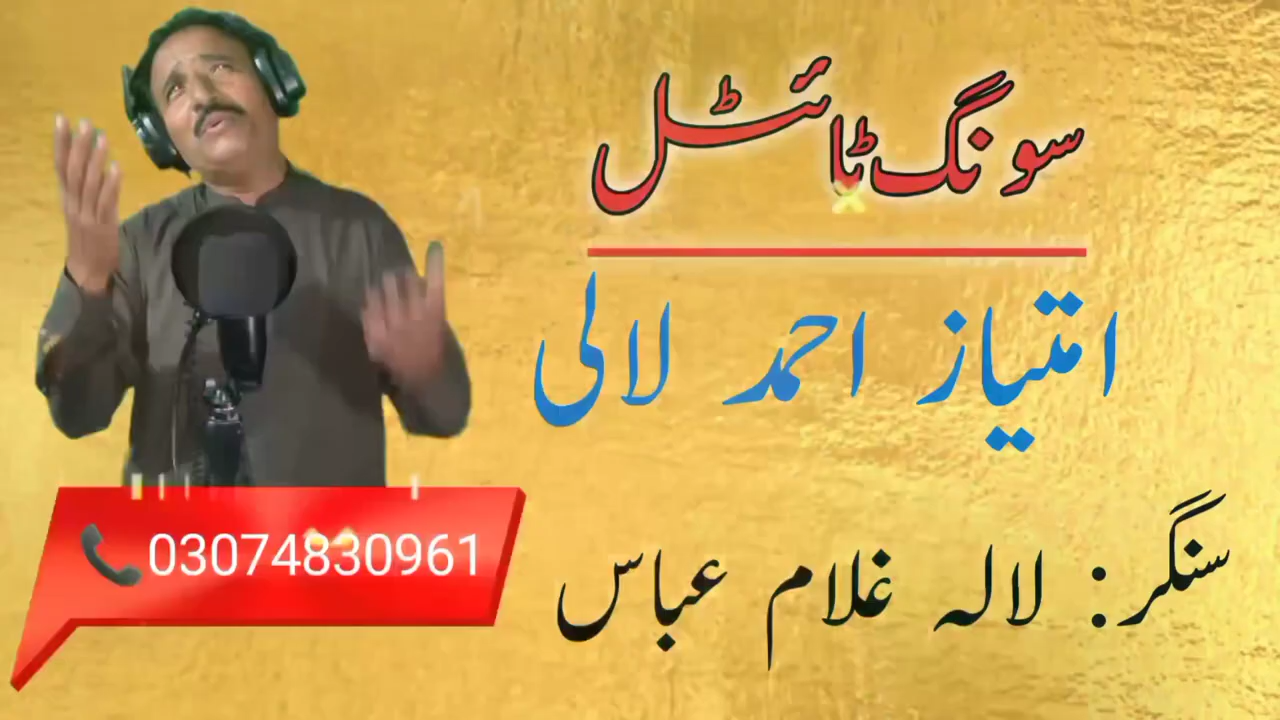 سونگ ٹائٹل
امتیاز احمد لالی
سنگر: لالہ غلام عباس
03074830961